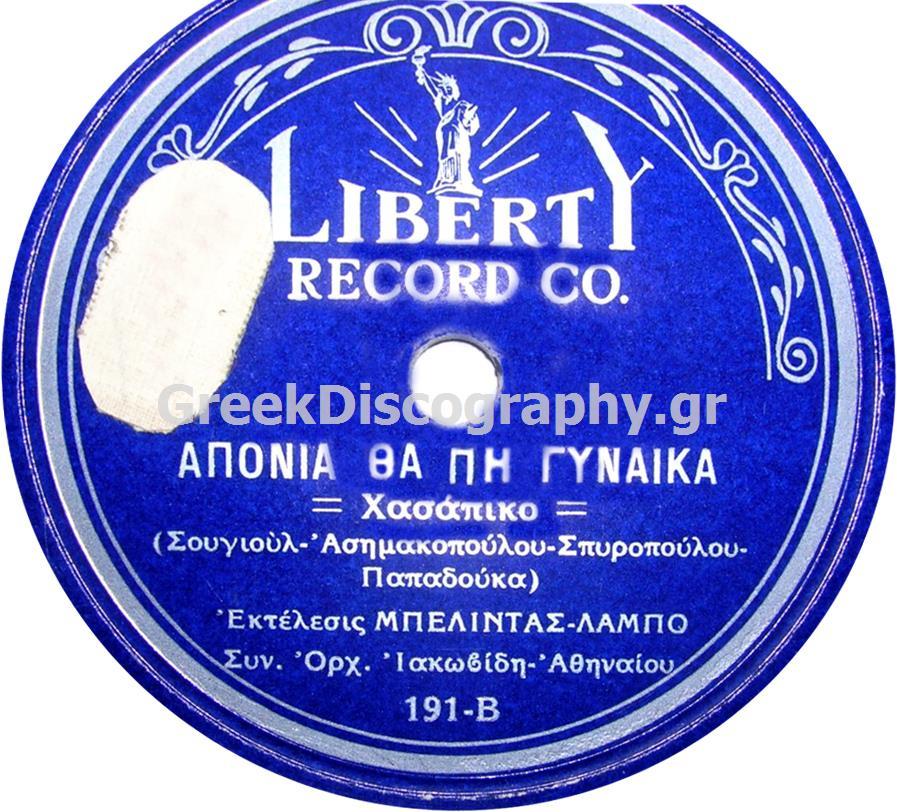 LIBERTY
RECORD CO.
GreekDiscography.gr
ΑΠΟΝΙΑ ΘΑ ΠΗ ΓΥΝΑΙΚΑ
= Χασάπικο =
(Σουγιοὺλ-Ἀσημακοπούλου-Σπυροπούλου-
Παπαδούκα)
Ἐκτέλεσις ΜΠΕΛΙΝΤΑΣ-ΛΑΜΠΟ
Συν. Ὀρχ. Ἰακωβίδη-Ἀθηναίου
191-B